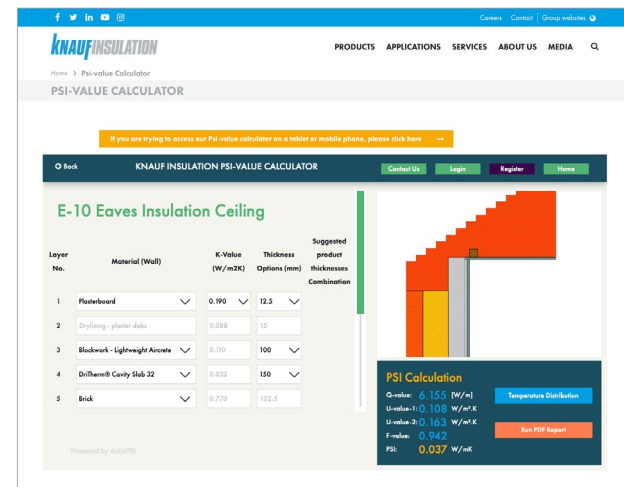 Careers Contact Group websites
KNAUFINSULATION
PRODUCTS APPLICATIONS SERVICES ABOUT US MEDIA
Home > Psi-value Calculator
PSI-VALUE CALCULATOR
If you are trying to access our Psi-value calculator on a tablet or mobile phone, please click here →
Back
KNAUF INSULATION PSI-VALUE CALCULATOR
Contact Us Login Register Home
E-10 Eaves Insulation Ceiling
Layer No. Material (Wall) K-Value (W/m2K) Thickness Options (mm) Suggested product thicknesses Combination
1 Plasterboard 0.190 12.5
2 Drylining - plaster dabs 0.088 15
3 Blockwork - Lightweight Aircrete 0.110 100
4 DriTherm® Cavity Slab 32 0.032 150
5 Brick 0.770 102.5
Powered by AutoPSI
PSI Calculation
Q-value: 6.155 [W/m]
U-value-1: 0.108 W/m².K
U-value-2: 0.163 W/m².K
F-value: 0.942
PSI: 0.037 W/mK
Temperature Distribution
Run PDF Report